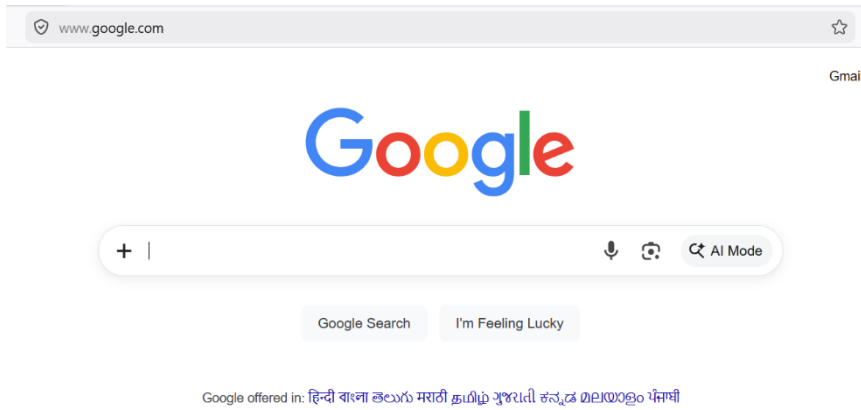 www.google.com
Gmai
Google
AI Mode
Google Search I'm Feeling Lucky
Google offered in: हिन्दी বাংলা తెలుగు मराठी தமிழ் ગુજરાતી ಕನ್ನಡ മലയാളം ਪੰਜਾਬੀ